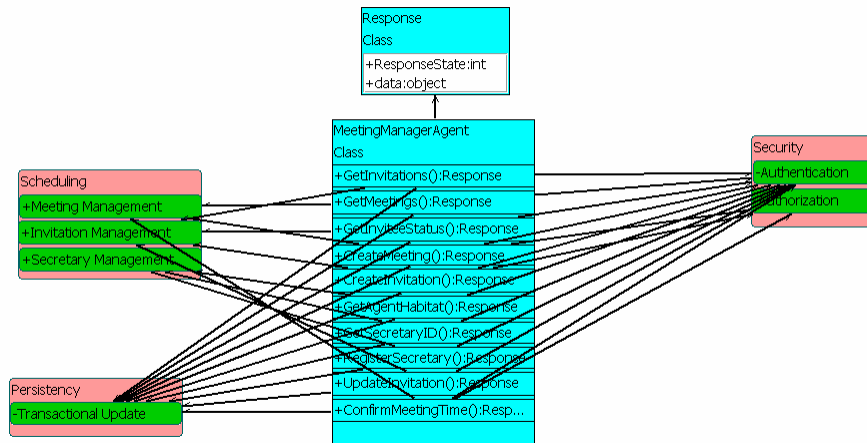 Response
Class
+ResponseState:int
+data:object
MeetingManagerAgent
Class
+GetInvitations():Response
+GetMeetings():Response
+GetInviteeStatus():Response
+CreateMeeting():Response
+CreateInvitation():Response
+GetAgentHabitat():Response
+GetSecretaryID():Response
+RegisterSecretary():Response
+UpdateInvitation():Response
+ConfirmMeetingTime():Resp...
Scheduling
+Meeting Management
+Invitation Management
+Secretary Management
Persistency
-Transactional Update
Security
-Authentication
Authorization